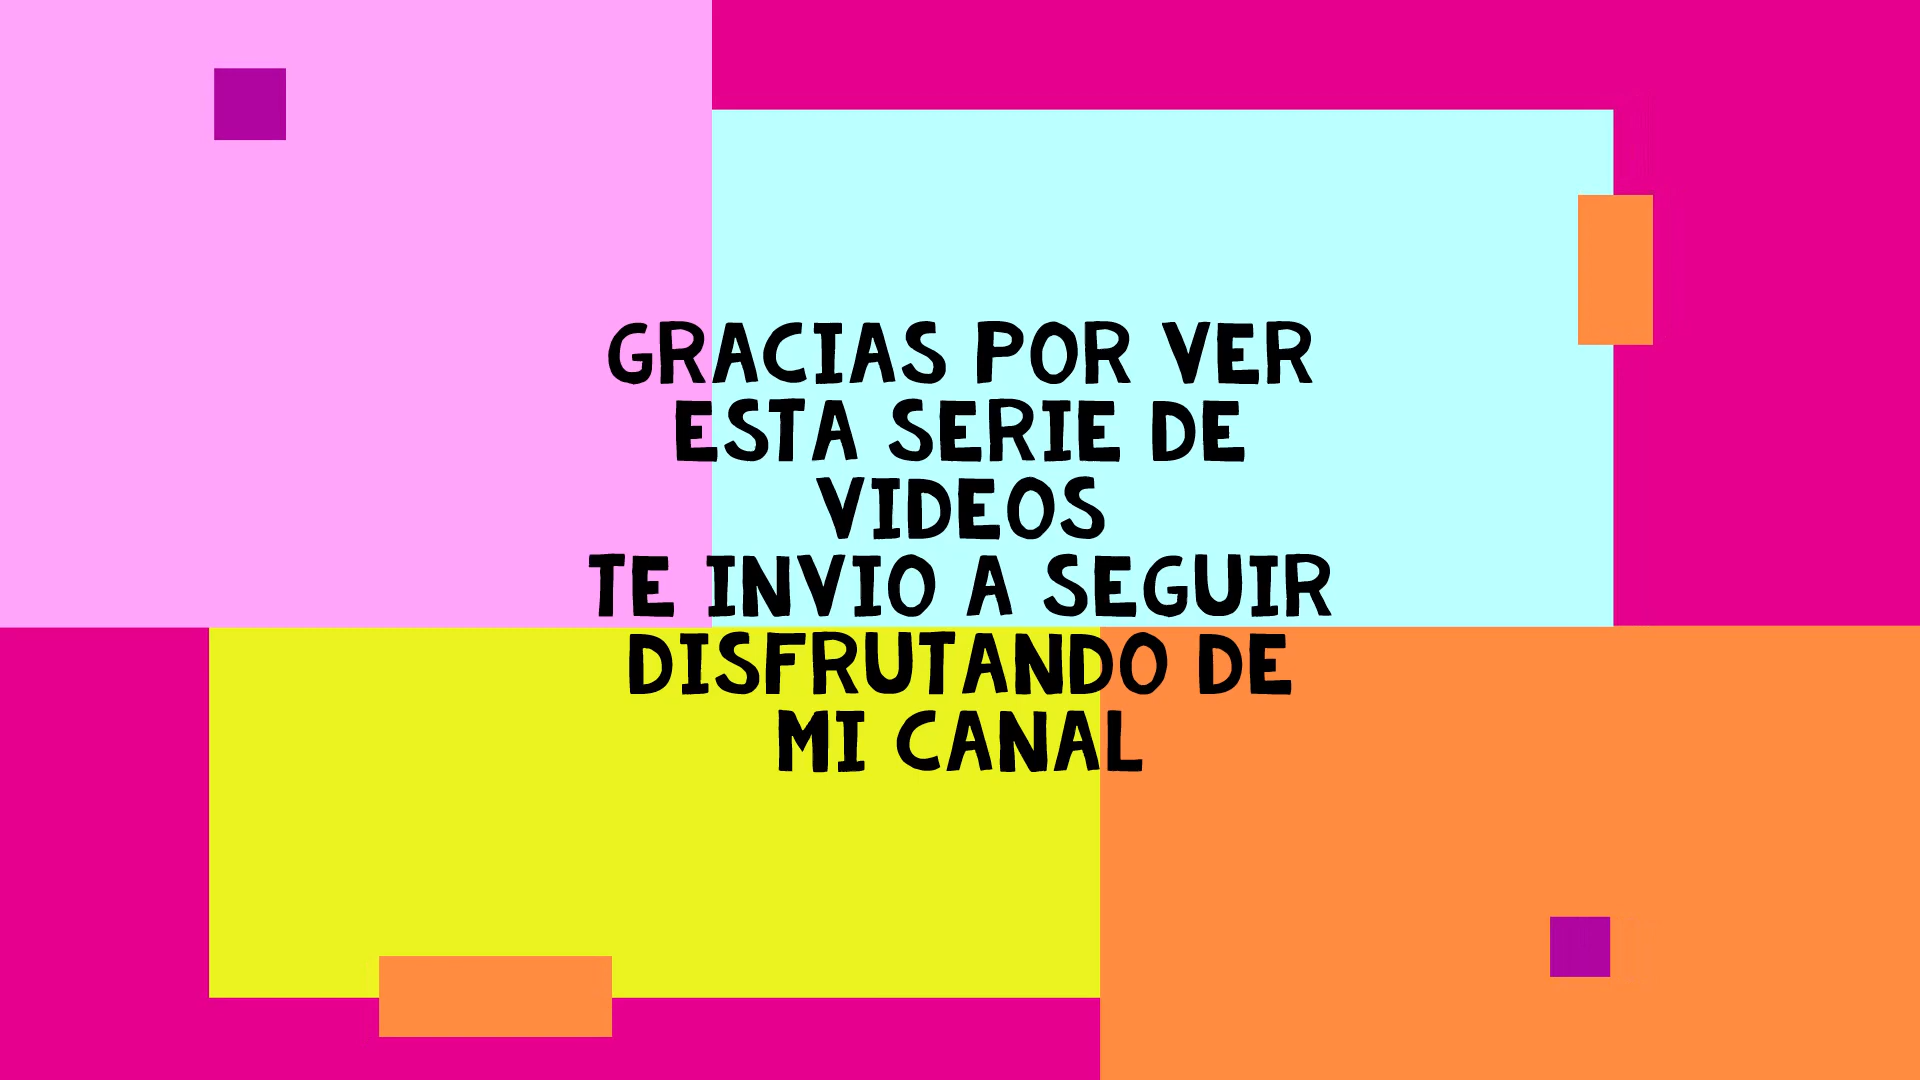 GRACIAS POR VER
ESTA SERIE DE
VIDEOS
TE INVIO A SEGUIR
DISFRUTANDO DE
MI CANAL